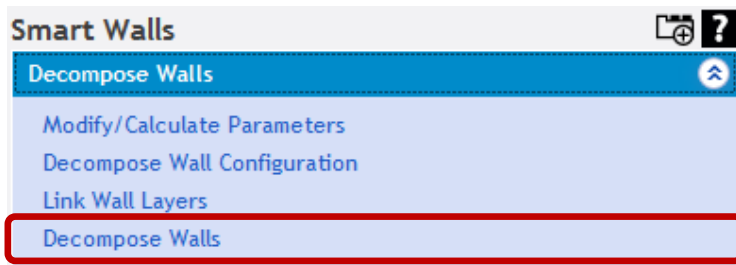 Smart Walls ?
Decompose Walls
Modify/Calculate Parameters
Decompose Wall Configuration
Link Wall Layers
Decompose Walls